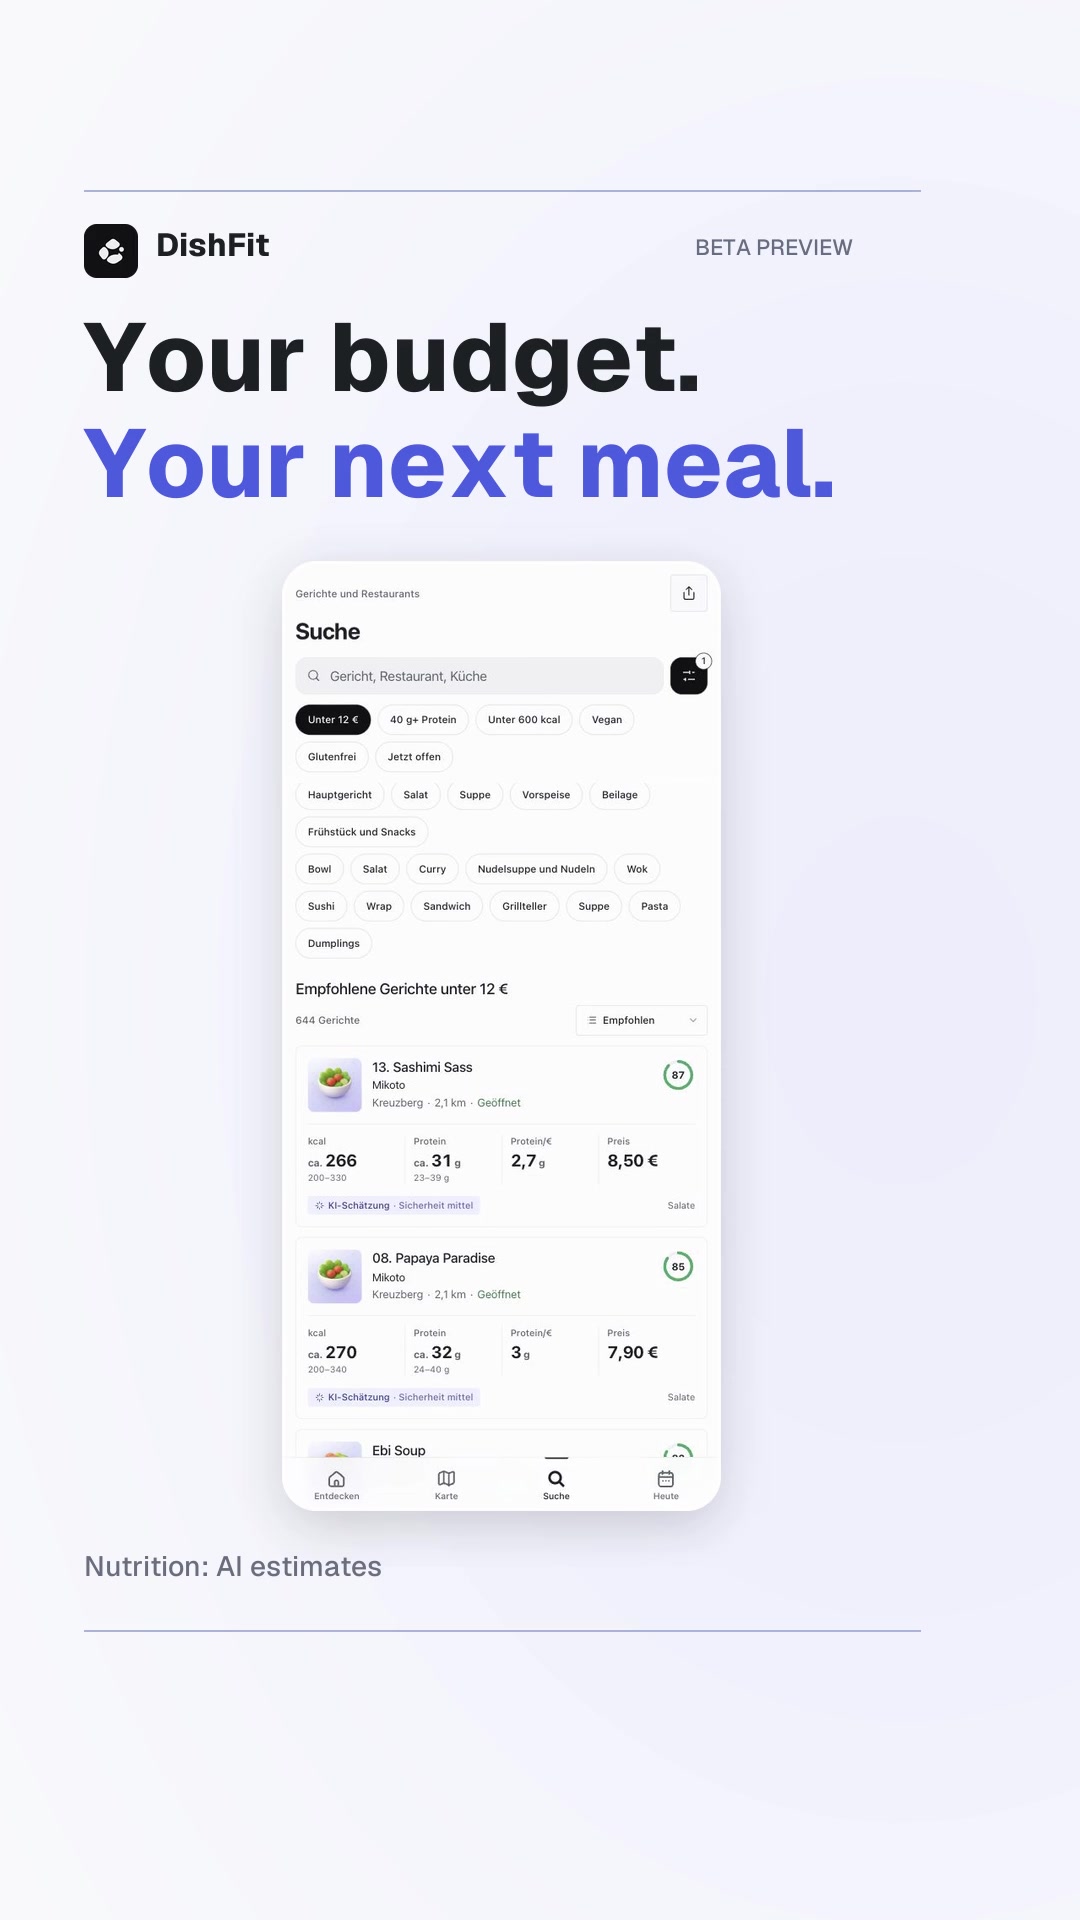 DishFit
BETA PREVIEW
Your budget.
Your next meal.
Gerichte und Restaurants
Suche
Gericht, Restaurant, Küche
1
Unter 12 €
40 g+ Protein
Unter 600 kcal
Vegan
Glutenfrei
Jetzt offen
Hauptgericht
Salat
Suppe
Vorspeise
Beilage
Frühstück und Snacks
Bowl
Salat
Curry
Nudelsuppe und Nudeln
Wok
Sushi
Wrap
Sandwich
Grillteller
Suppe
Pasta
Dumplings
Empfohlene Gerichte unter 12 €
644 Gerichte
Empfohlen
13. Sashimi Sass
87
Mikoto
Kreuzberg · 2,1 km · Geöffnet
kcal
Protein
Protein/€
Preis
ca. 266
ca. 31 g
2,7 g
8,50 €
200–330
23–39 g
KI-Schätzung · Sicherheit mittel
Salate
08. Papaya Paradise
85
Mikoto
Kreuzberg · 2,1 km · Geöffnet
kcal
Protein
Protein/€
Preis
ca. 270
ca. 32 g
3 g
7,90 €
200–340
24–40 g
KI-Schätzung · Sicherheit mittel
Salate
Ebi Soup
Entdecken
Karte
Suche
Heute
Nutrition: AI estimates